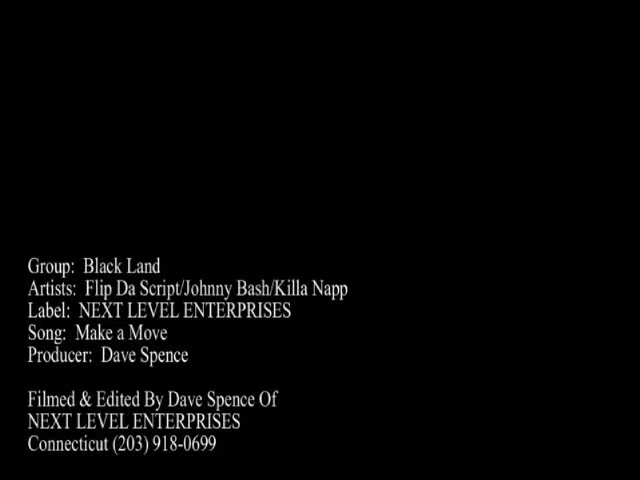 Group: Black Land
Artists: Flip Da Script/Johnny Bash/Killa Napp
Label: NEXT LEVEL ENTERPRISES
Song: Make a Move
Producer: Dave Spence
Filmed & Edited By Dave Spence Of
NEXT LEVEL ENTERPRISES
Connecticut (203) 918-0699